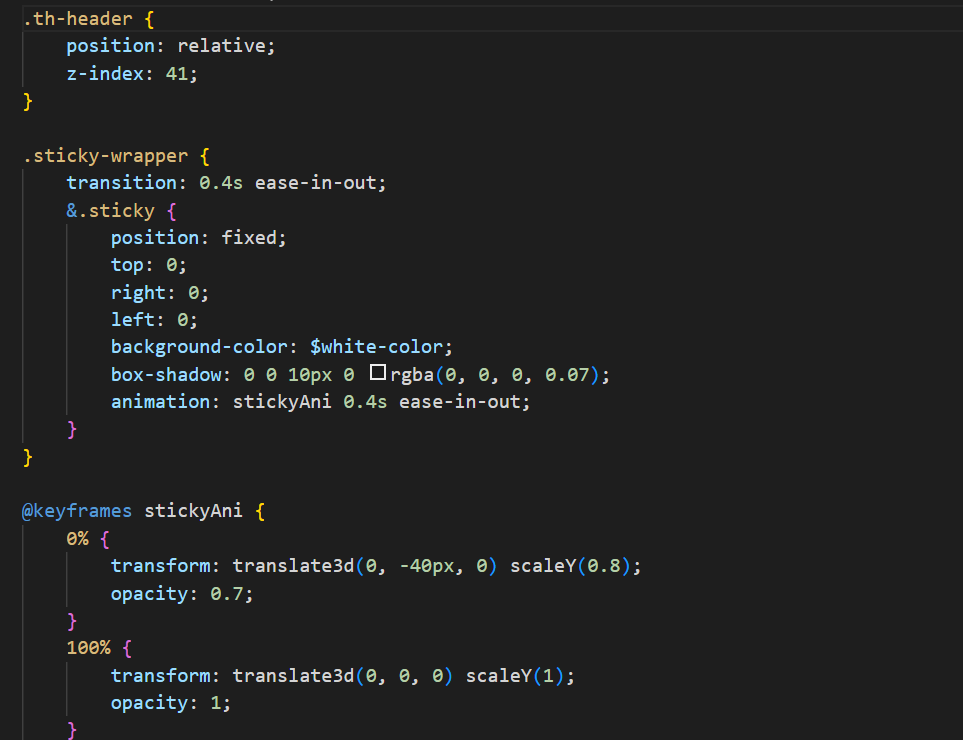 .th-header {
    position: relative;
    z-index: 41;
}

.sticky-wrapper {
    transition: 0.4s ease-in-out;
    &.sticky {
        position: fixed;
        top: 0;
        right: 0;
        left: 0;
        background-color: $white-color;
        box-shadow: 0 0 10px 0 rgba(0, 0, 0, 0.07);
        animation: stickyAni 0.4s ease-in-out;
    }
}

@keyframes stickyAni {
    0% {
        transform: translate3d(0, -40px, 0) scaleY(0.8);
        opacity: 0.7;
    }
    100% {
        transform: translate3d(0, 0, 0) scaleY(1);
        opacity: 1;
    }